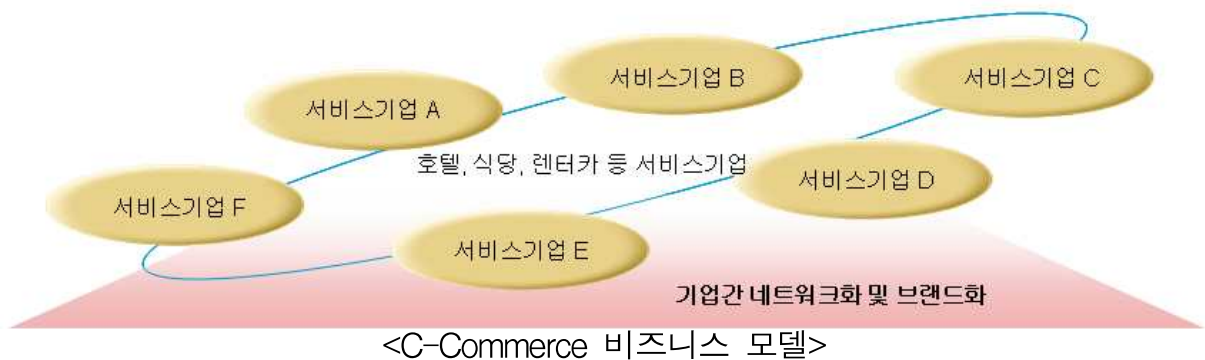 서비스기업 B
서비스기업 C
서비스기업 A
호텔, 식당, 렌터카 등 서비스기업
서비스기업 D
서비스기업 F
서비스기업 E
기업간 네트워크화 및 브랜드화
<C-Commerce 비즈니스 모델>